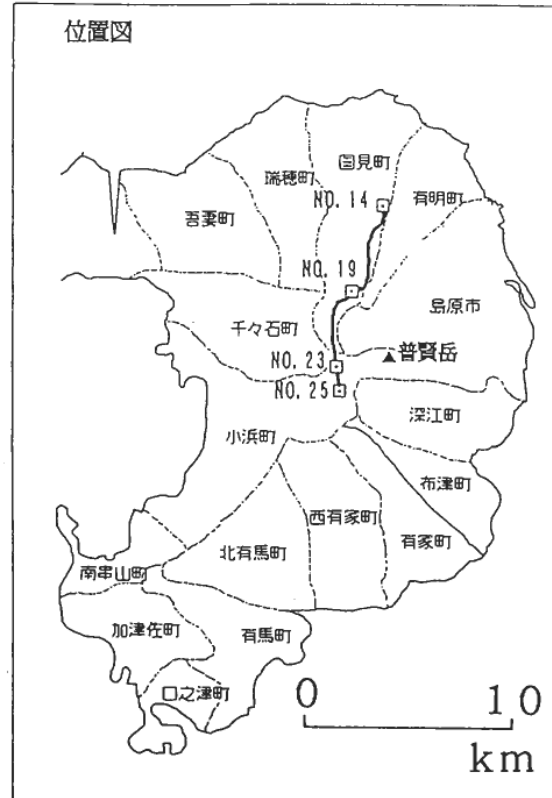 位置図
国見町
瑞穂町
有明町
NO. 14
吾妻町
NO. 19
島原市
千々石町
普賢岳
NO. 23
NO. 25
深江町
小浜町
布津町
西有家町
有家町
北有馬町
南串山町
加津佐町
有馬町
口之津町
0 10
km